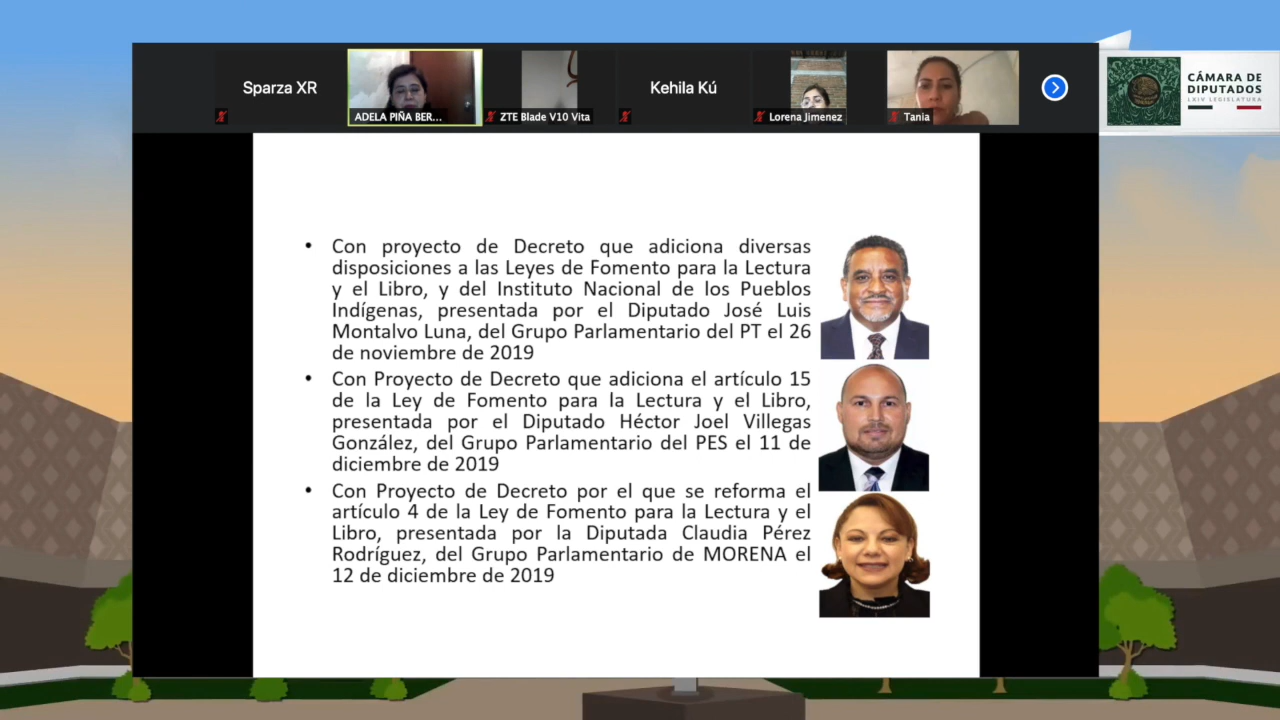 Sparza XR
ADELA PIÑA BER...
ZTE Blade V10 Vita
Kehila Kú
Lorena Jimenez
Tania
CÁMARA DE
DIPUTADOS
LXIV LEGISLATURA
• Con proyecto de Decreto que adiciona diversas
disposiciones a las Leyes de Fomento para la Lectura
y el Libro, y del Instituto Nacional de los Pueblos
Indígenas, presentada por el Diputado José Luis
Montalvo Luna, del Grupo Parlamentario del PT el 26
de noviembre de 2019
• Con Proyecto de Decreto que adiciona el artículo 15
de la Ley de Fomento para la Lectura y el Libro,
presentada por el Diputado Héctor Joel Villegas
González, del Grupo Parlamentario del PES el 11 de
diciembre de 2019
• Con Proyecto de Decreto por el que se reforma el
artículo 4 de la Ley de Fomento para la Lectura y el
Libro, presentada por la Diputada Claudia Pérez
Rodríguez, del Grupo Parlamentario de MORENA el
12 de diciembre de 2019